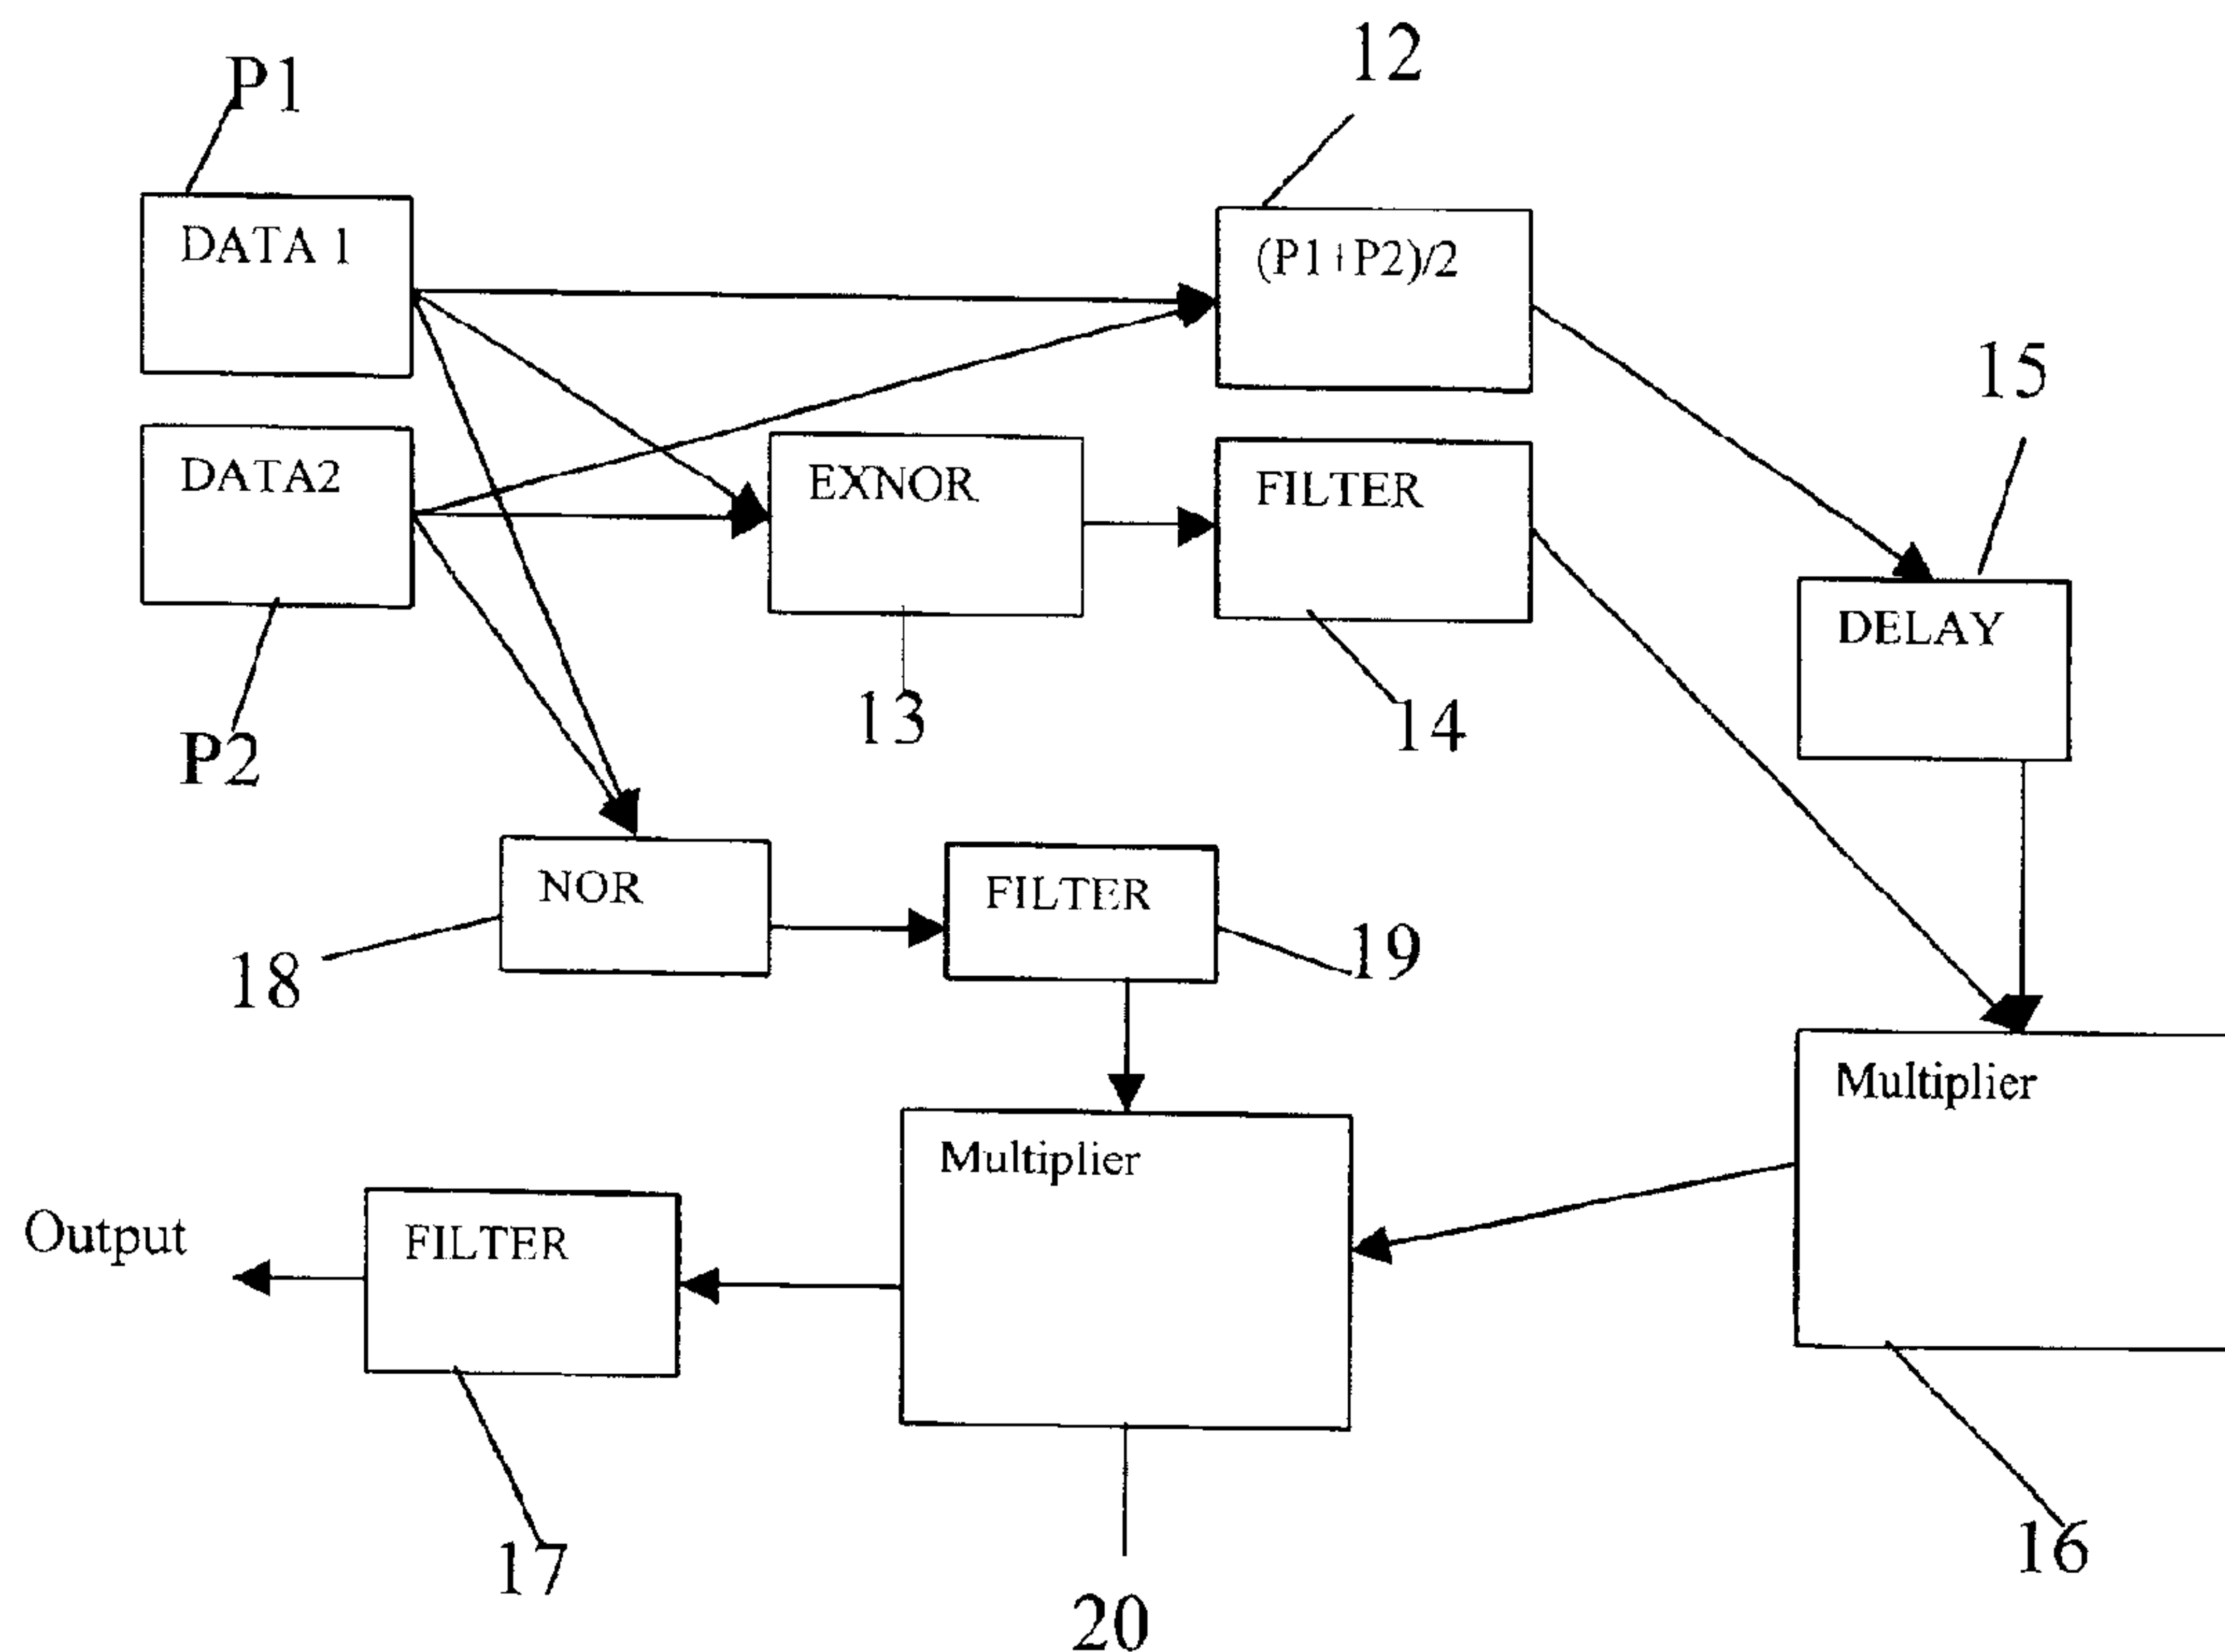 P1
12
DATA 1
(P1+P2)/2
15
DATA2
EXNOR
FILTER
DELAY
13
14
P2
NOR
FILTER
18
19
Multiplier
Multiplier
Output
FILTER
17
16
20